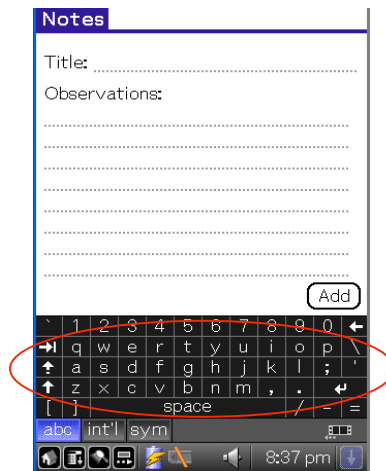 Notes
Title:
Observations:
Add
` 1 2 3 4 5 6 7 8 9 0
q w e r t y u i o p \
a s d f g h j k l ; '
z x c v b n m , .
[ ] space / - =
abc int'l sym
8:37 pm